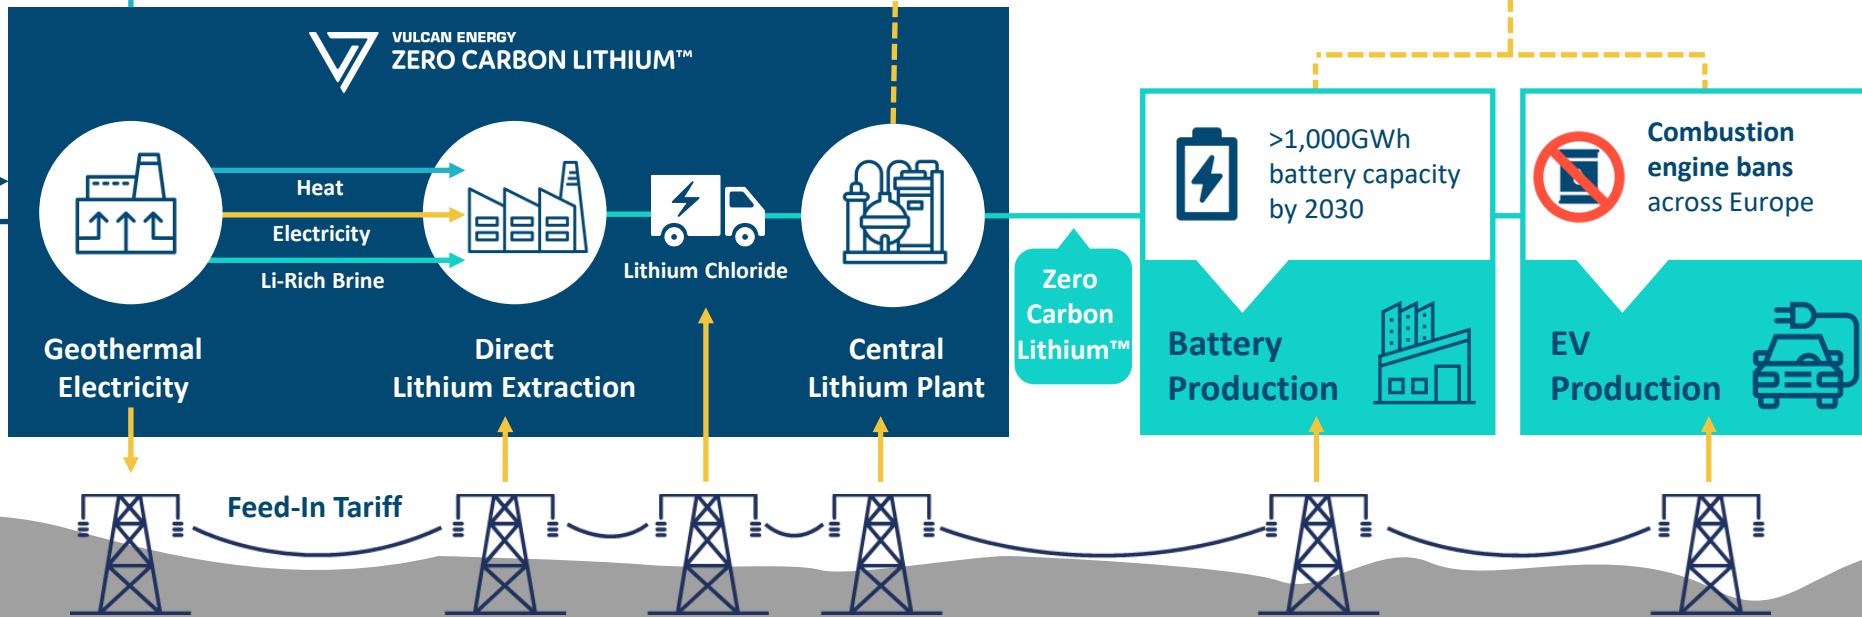 VULCAN ENERGY
ZERO CARBON LITHIUM™
Heat
Electricity
Li-Rich Brine
Lithium Chloride
Geothermal
Electricity
Direct
Lithium Extraction
Central
Lithium Plant
Zero
Carbon
Lithium™
>1,000GWh
battery capacity
by 2030
Battery
Production
Combustion
engine bans
across Europe
EV
Production
Feed-In Tariff